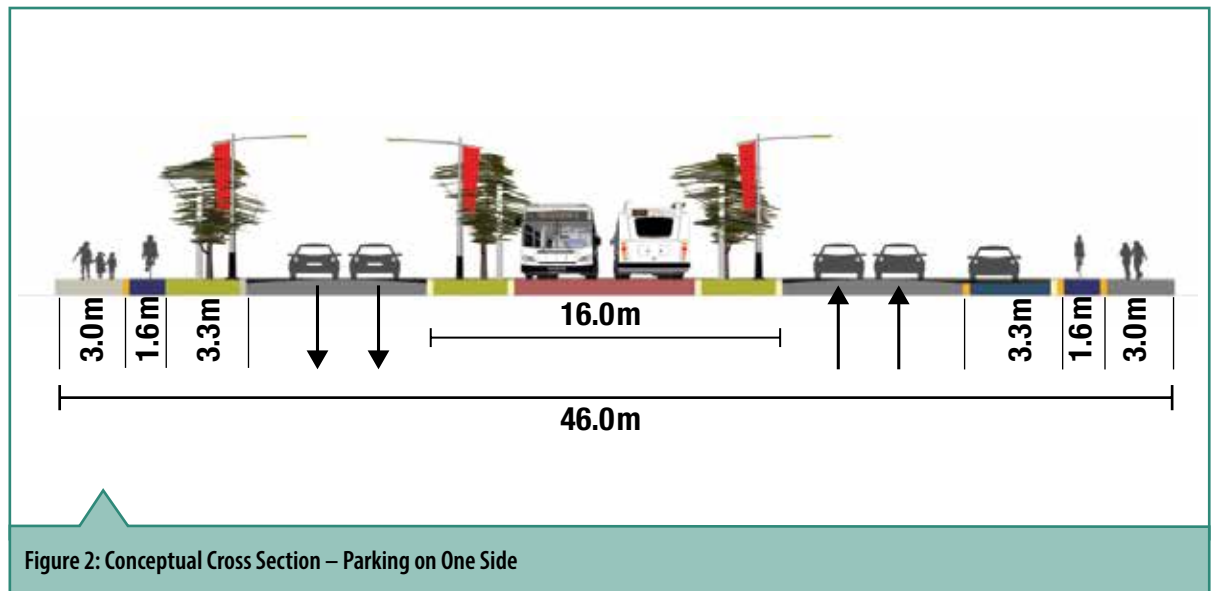 3.0m
1.6m
3.3m
16.0m
3.3m
1.6m
3.0m
46.0m
Figure 2: Conceptual Cross Section – Parking on One Side